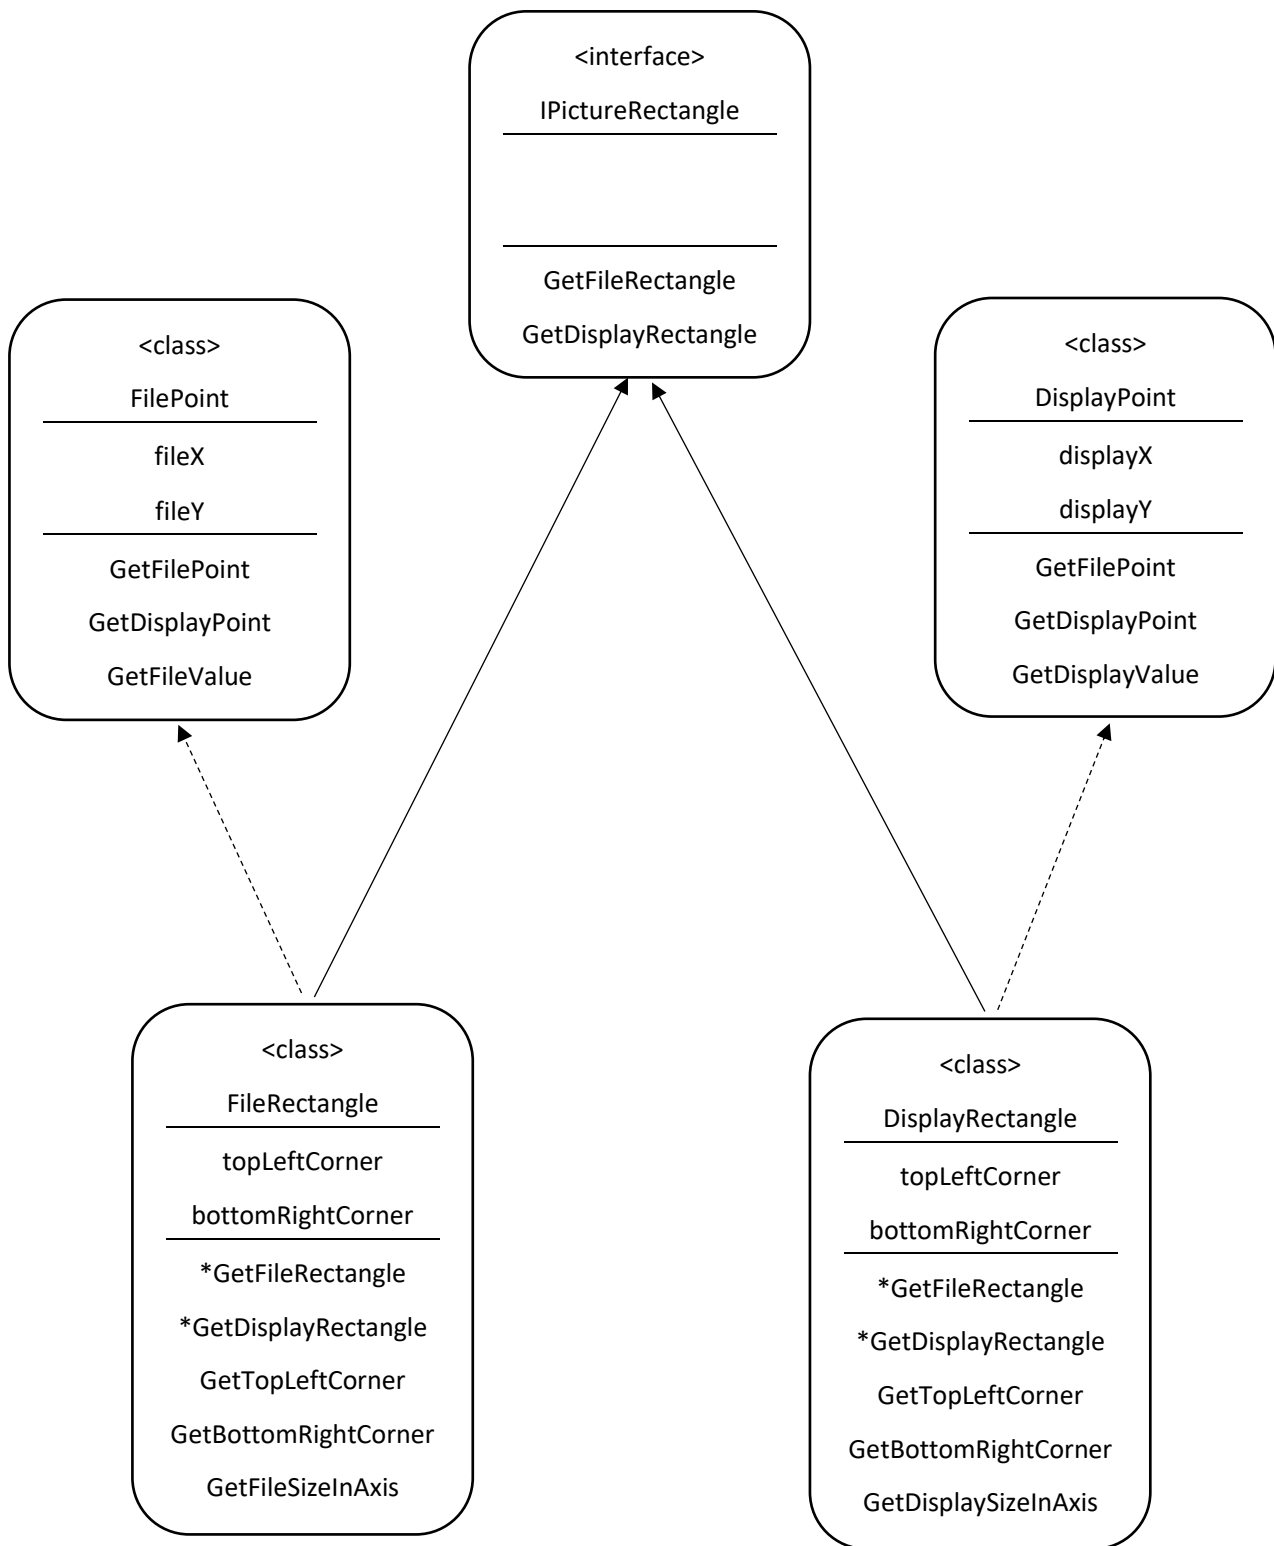 <interface>
IPictureRectangle
GetFileRectangle
GetDisplayRectangle
<class>
FilePoint
fileX
fileY
GetFilePoint
GetDisplayPoint
GetFileValue
<class>
DisplayPoint
displayX
displayY
GetFilePoint
GetDisplayPoint
GetDisplayValue
<class>
FileRectangle
topLeftCorner
bottomRightCorner
*GetFileRectangle
*GetDisplayRectangle
GetTopLeftCorner
GetBottomRightCorner
GetFileSizeInAxis
<class>
DisplayRectangle
topLeftCorner
bottomRightCorner
*GetFileRectangle
*GetDisplayRectangle
GetTopLeftCorner
GetBottomRightCorner
GetDisplaySizeInAxis